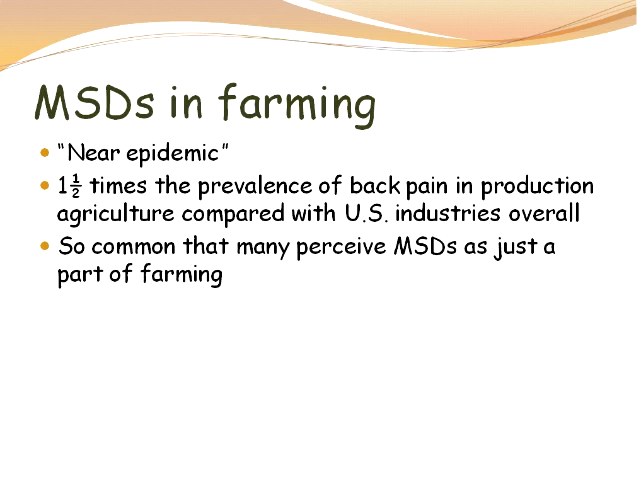 MSDs in farming
• "Near epidemic"
• 1½ times the prevalence of back pain in production
agriculture compared with U.S. industries overall
• So common that many perceive MSDs as just a
part of farming